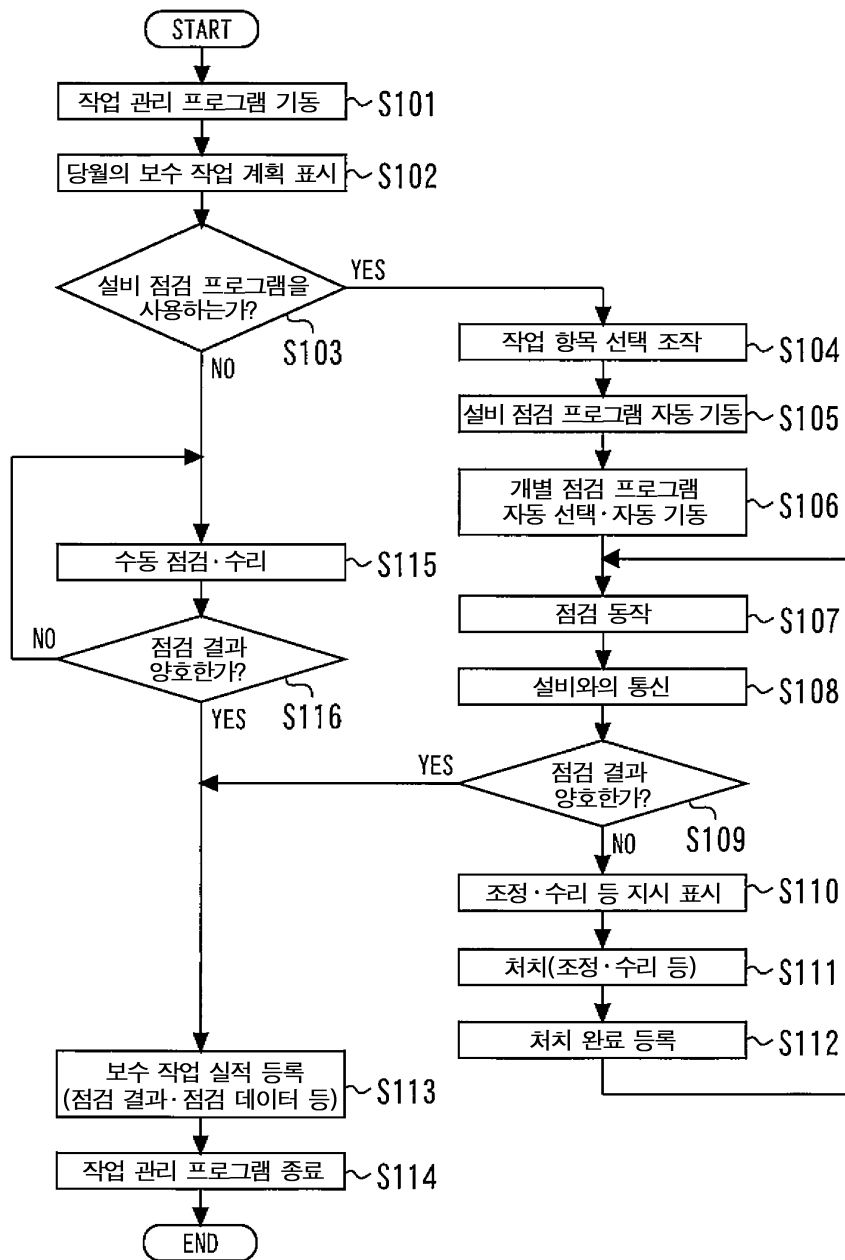 START
작업 관리 프로그램 기동
S101
당월의 보수 작업 계획 표시
S102
설비 점검 프로그램을
사용하는가?
S103
YES
NO
작업 항목 선택 조작
S104
설비 점검 프로그램 자동 기동
S105
개별 점검 프로그램
자동 선택·자동 기동
S106
수동 점검·수리
S115
점검 결과
양호한가?
S116
NO
YES
점검 동작
S107
설비와의 통신
S108
점검 결과
양호한가?
S109
YES
NO
조정·수리 등 지시 표시
S110
처치(조정·수리 등)
S111
처치 완료 등록
S112
보수 작업 실적 등록
(점검 결과·점검 데이터 등)
S113
작업 관리 프로그램 종료
S114
END